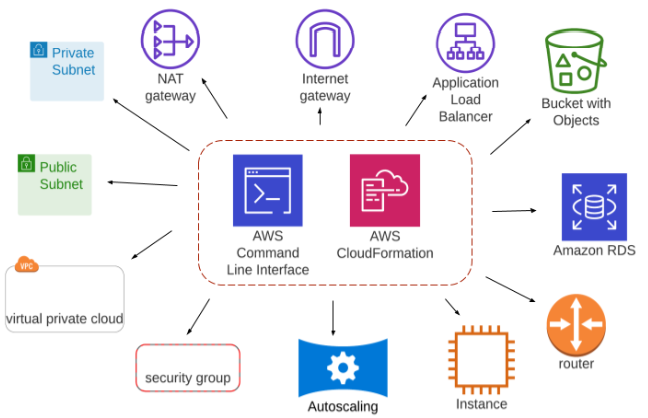 Private
Subnet
NAT
gateway
Internet
gateway
Application
Load
Balancer
Bucket with
Objects
Public
Subnet
AWS
Command
Line Interface
AWS
CloudFormation
Amazon RDS
VPC
virtual private cloud
security group
Autoscaling
Instance
router